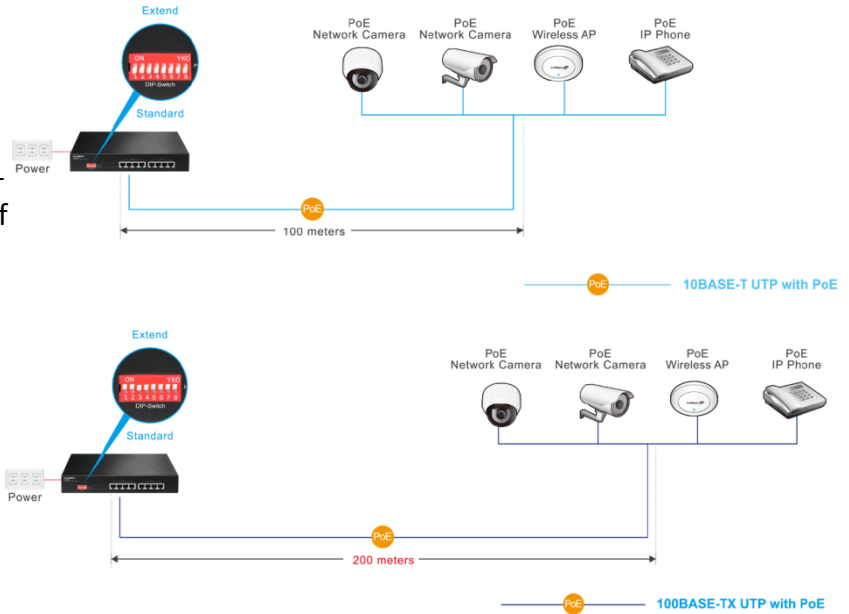 Extend
ON YKO
1 2 3 4 5 6 7 8
DIP-Switch
Standard
Power
f
PoE
Network Camera
PoE
Network Camera
PoE
Wireless AP
PoE
IP Phone
PoE
100 meters
PoE
10BASE-T UTP with PoE
Extend
ON YKO
1 2 3 4 5 6 7 8
DIP-Switch
Standard
Power
PoE
Network Camera
PoE
Network Camera
PoE
Wireless AP
PoE
IP Phone
PoE
200 meters
PoE
100BASE-TX UTP with PoE